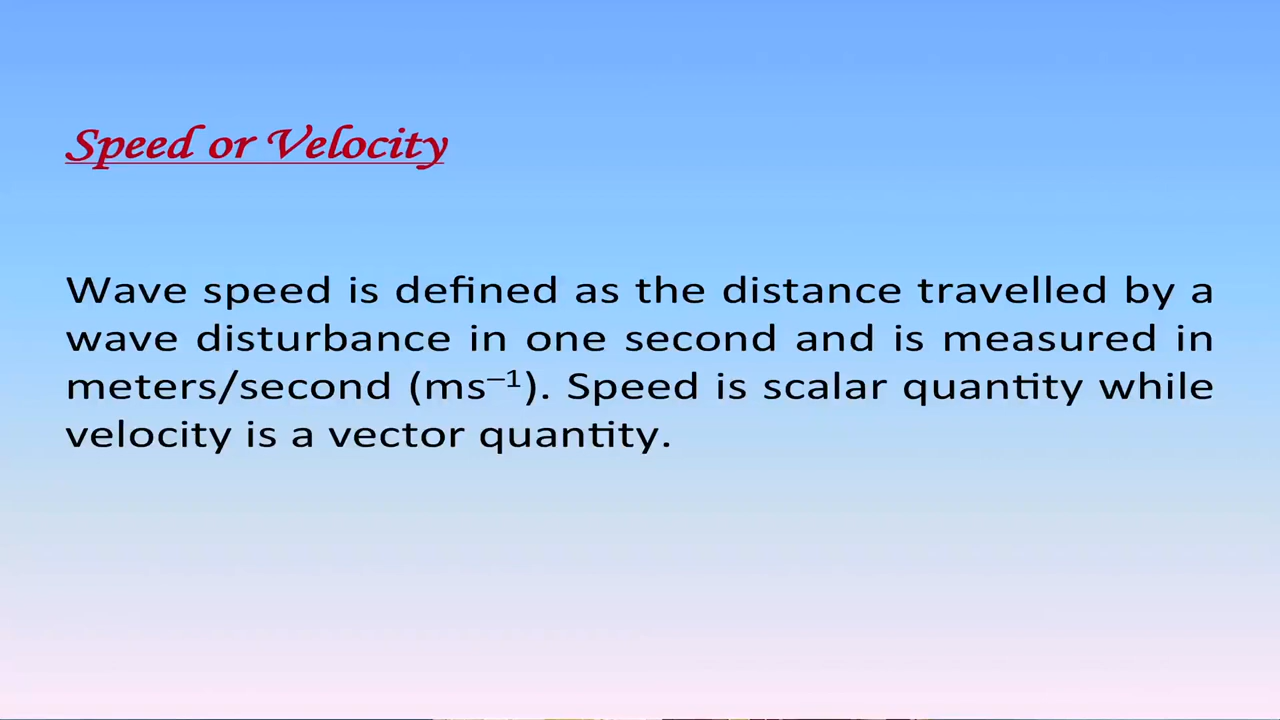 Speed or Velocity
Wave speed is defined as the distance travelled by a
wave disturbance in one second and is measured in
meters/second (ms⁻¹). Speed is scalar quantity while
velocity is a vector quantity.